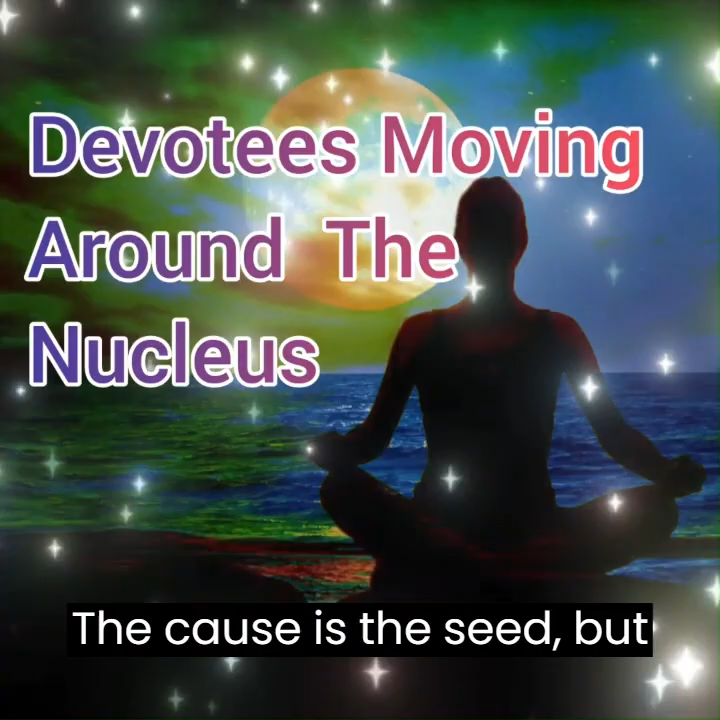 Devotees Moving
Around The
Nucleus
The cause is the seed, but